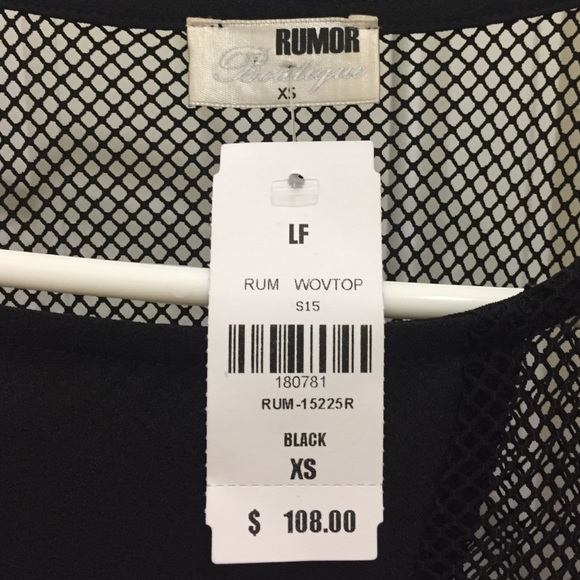 RUMOR
Boutique
XS
LF
RUM WOVTOP
S15
180781
RUM-15225R
BLACK
XS
$ 108.00